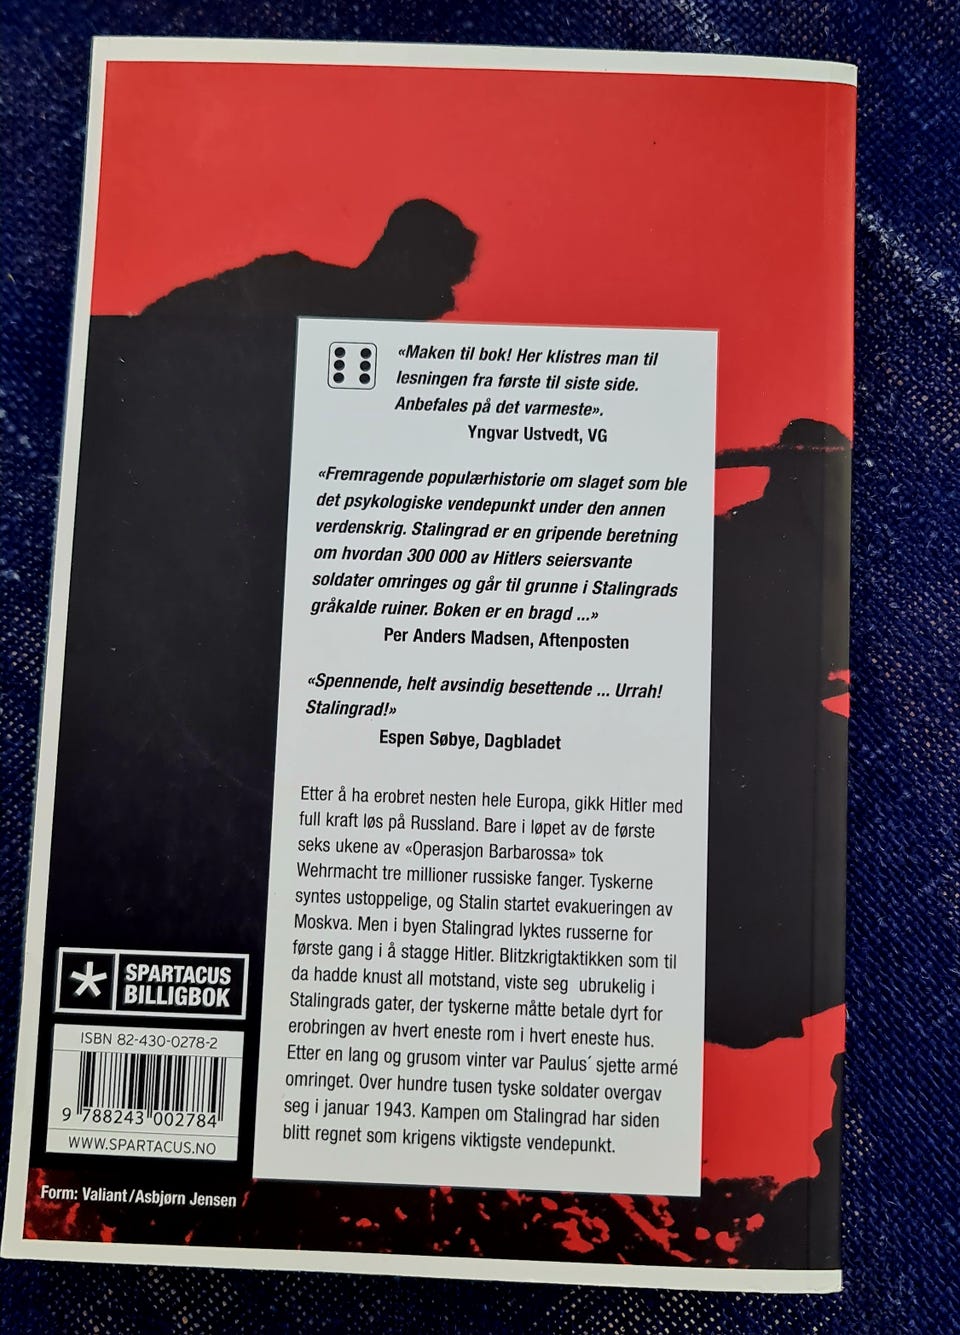 «Maken til bok! Her klistres man til
lesningen fra første til siste side.
Anbefales på det varmeste».
Yngvar Ustvedt, VG
«Fremragende populærhistorie om slaget som ble
det psykologiske vendepunkt under den annen
verdenskrig. Stalingrad er en gripende beretning
om hvordan 300 000 av Hitlers seiersvante
soldater omringes og går til grunne i Stalingrads
gråkalde ruiner. Boken er en bragd ...»
Per Anders Madsen, Aftenposten
«Spennende, helt avsindig besettende ... Urrah!
Stalingrad!»
Espen Søbye, Dagbladet
Etter å ha erobret nesten hele Europa, gikk Hitler med
full kraft løs på Russland. Bare i løpet av de første
seks ukene av «Operasjon Barbarossa» tok
Wehrmacht tre millioner russiske fanger. Tyskerne
syntes ustoppelige, og Stalin startet evakueringen av
Moskva. Men i byen Stalingrad lyktes russerne for
første gang i å stagge Hitler. Blitzkrigtaktikken som til
da hadde knust all motstand, viste seg ubrukelig i
Stalingrads gater, der tyskerne måtte betale dyrt for
erobringen av hvert eneste rom i hvert eneste hus.
Etter en lang og grusom vinter var Paulus´ sjette armé
omringet. Over hundre tusen tyske soldater overgav
seg i januar 1943. Kampen om Stalingrad har siden
blitt regnet som krigens viktigste vendepunkt.
SPARTACUS
BILLIGBOK
ISBN 82-430-0278-2
9 788243 002784
WWW.SPARTACUS.NO
Form: Valiant/Asbjørn Jensen